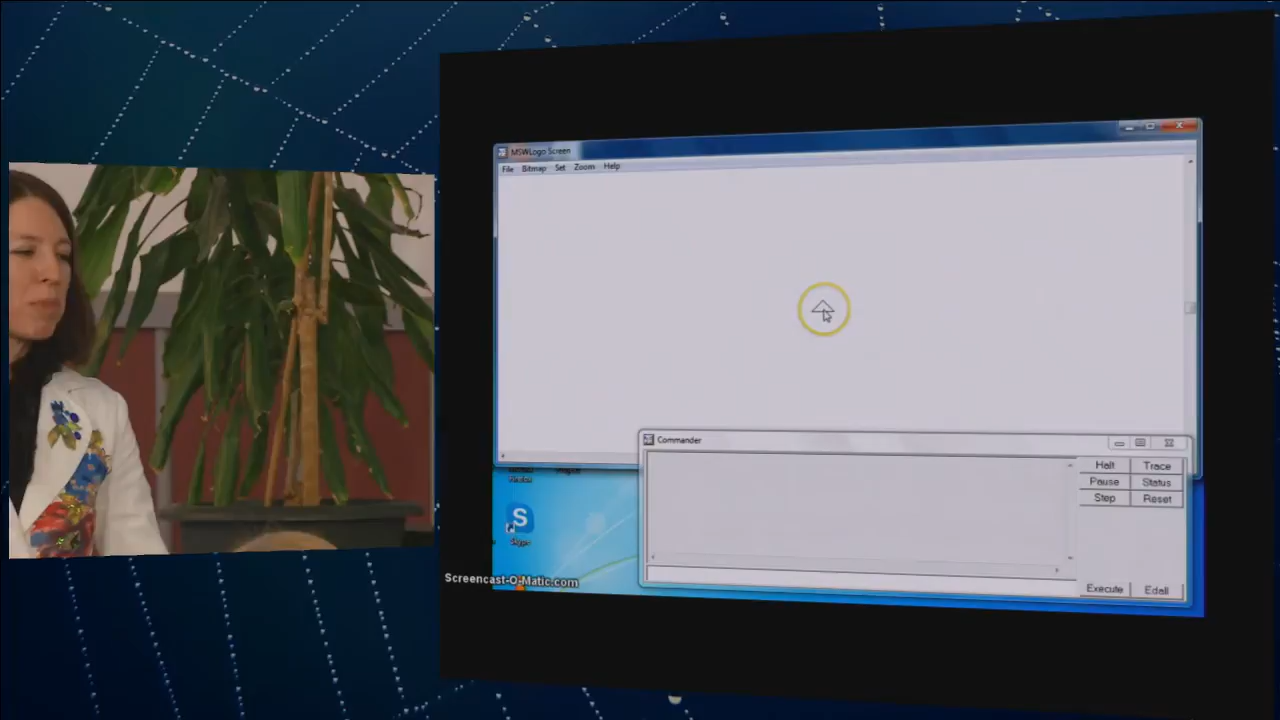 MSWLogo Screen
File Bitmap Set Zoom Help
Commander
Halt Trace
Pause Status
Step Reset
Execute Edall
Firefox
S
Skype
Screencast-O-Matic.com